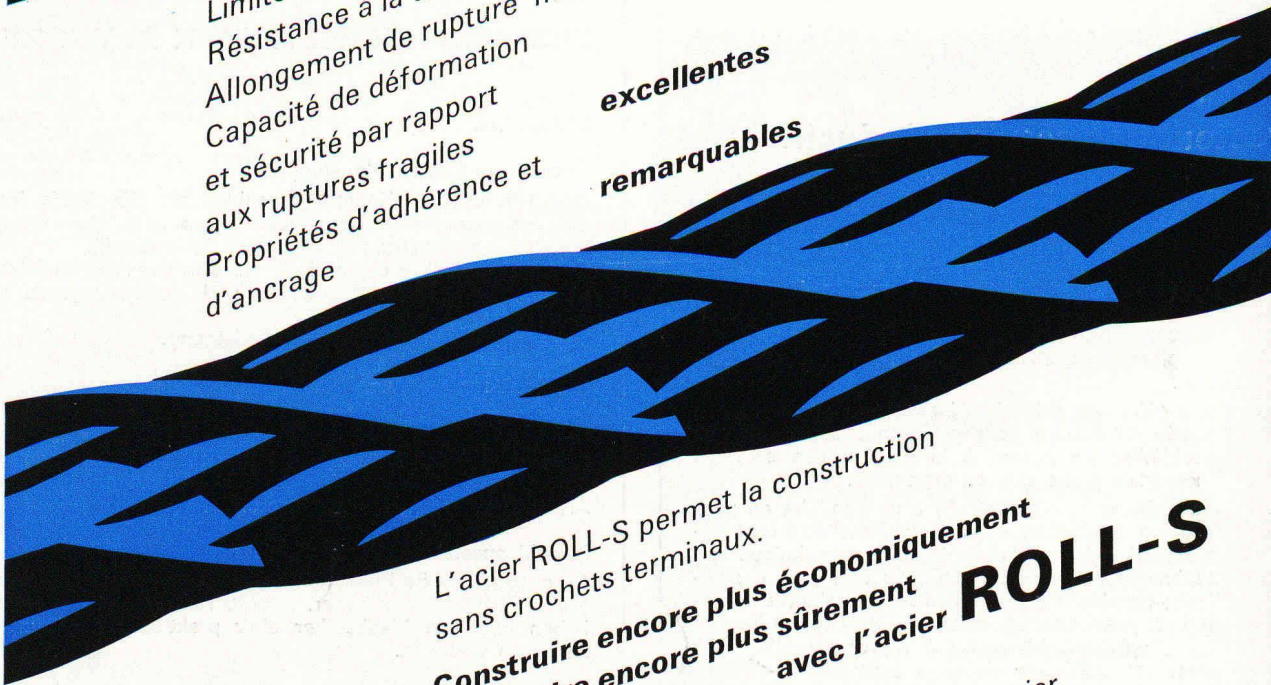 Limite
Résistance à la
Allongement de rupture
Capacité de déformation
et sécurité par rapport
aux ruptures fragiles
excellentes
Propriétés d'adhérence et
d'ancrage
remarquables
L'acier ROLL-S permet la construction
sans crochets terminaux.
Construire encore plus économiquement
encore plus sûrement
avec l'acier ROLL-S